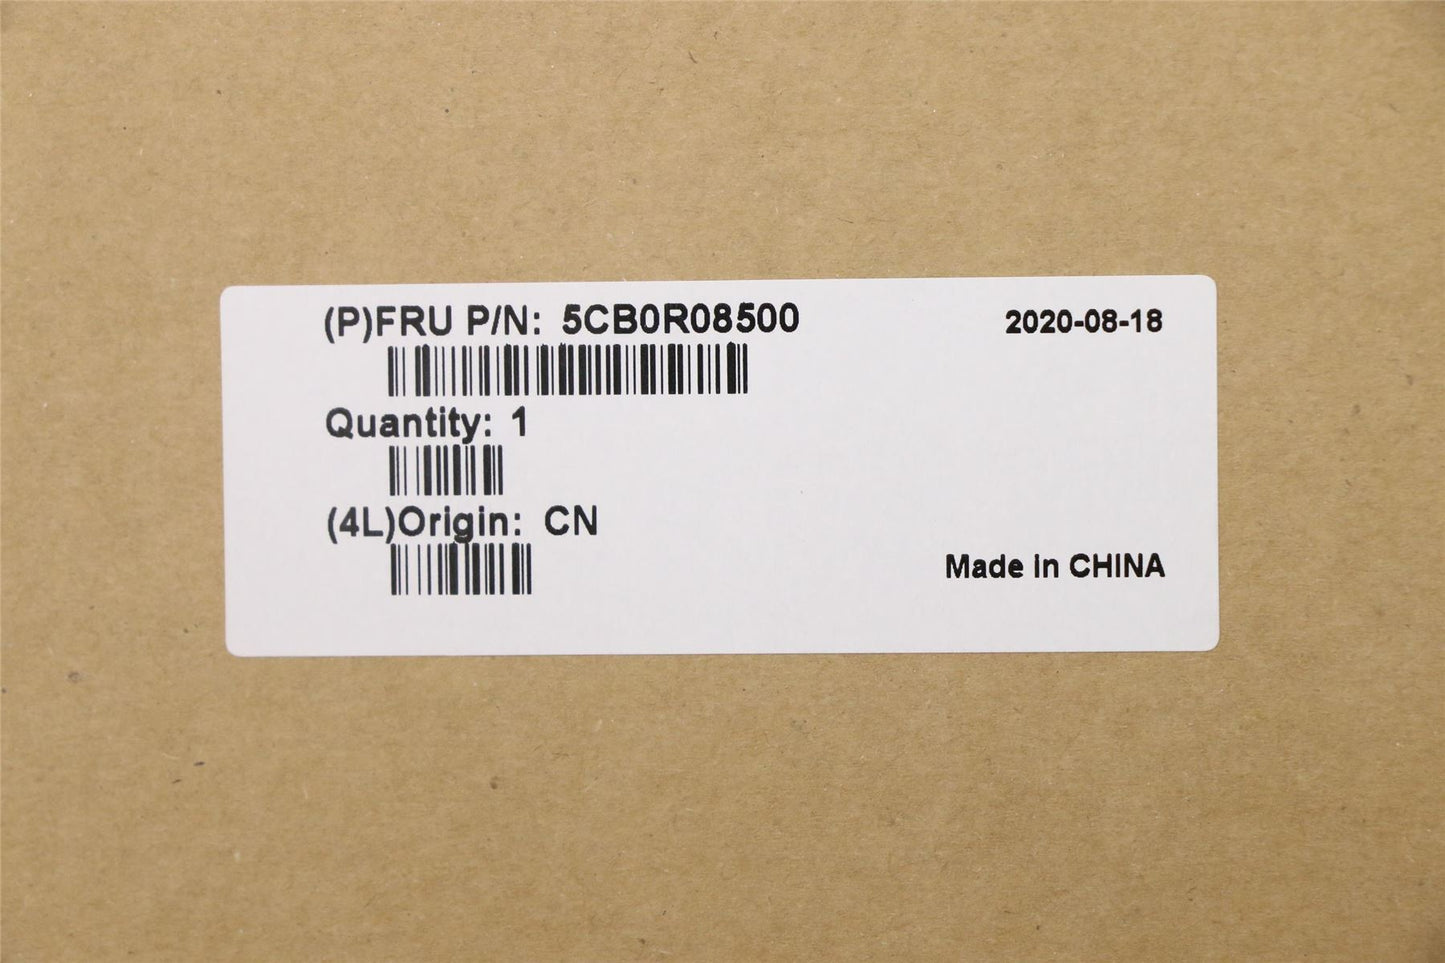 (P)FRU P/N: 5CB0R08500
2020-08-18
Quantity: 1
(4L)Origin: CN
Made in CHINA